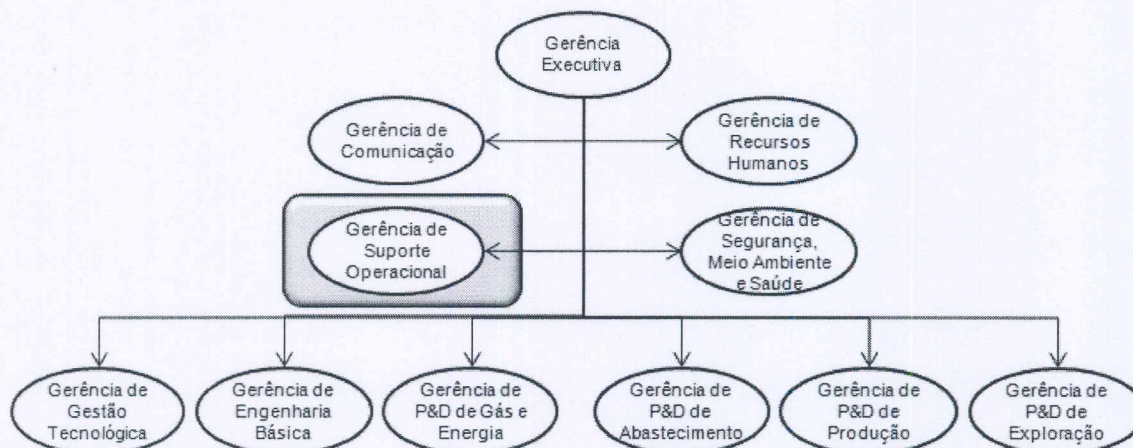 Gerência
Executiva
Gerência de
Comunicação
Gerência de
Recursos
Humanos
Gerência de
Suporte
Operacional
Gerência de
Segurança,
Meio Ambiente
e Saúde
Gerência de
Gestão
Tecnológica
Gerência de
Engenharia
Básica
Gerência de
P&D de Gás e
Energia
Gerência de
P&D de
Abastecimento
Gerência de
P&D de
Produção
Gerência de
P&D de
Exploração